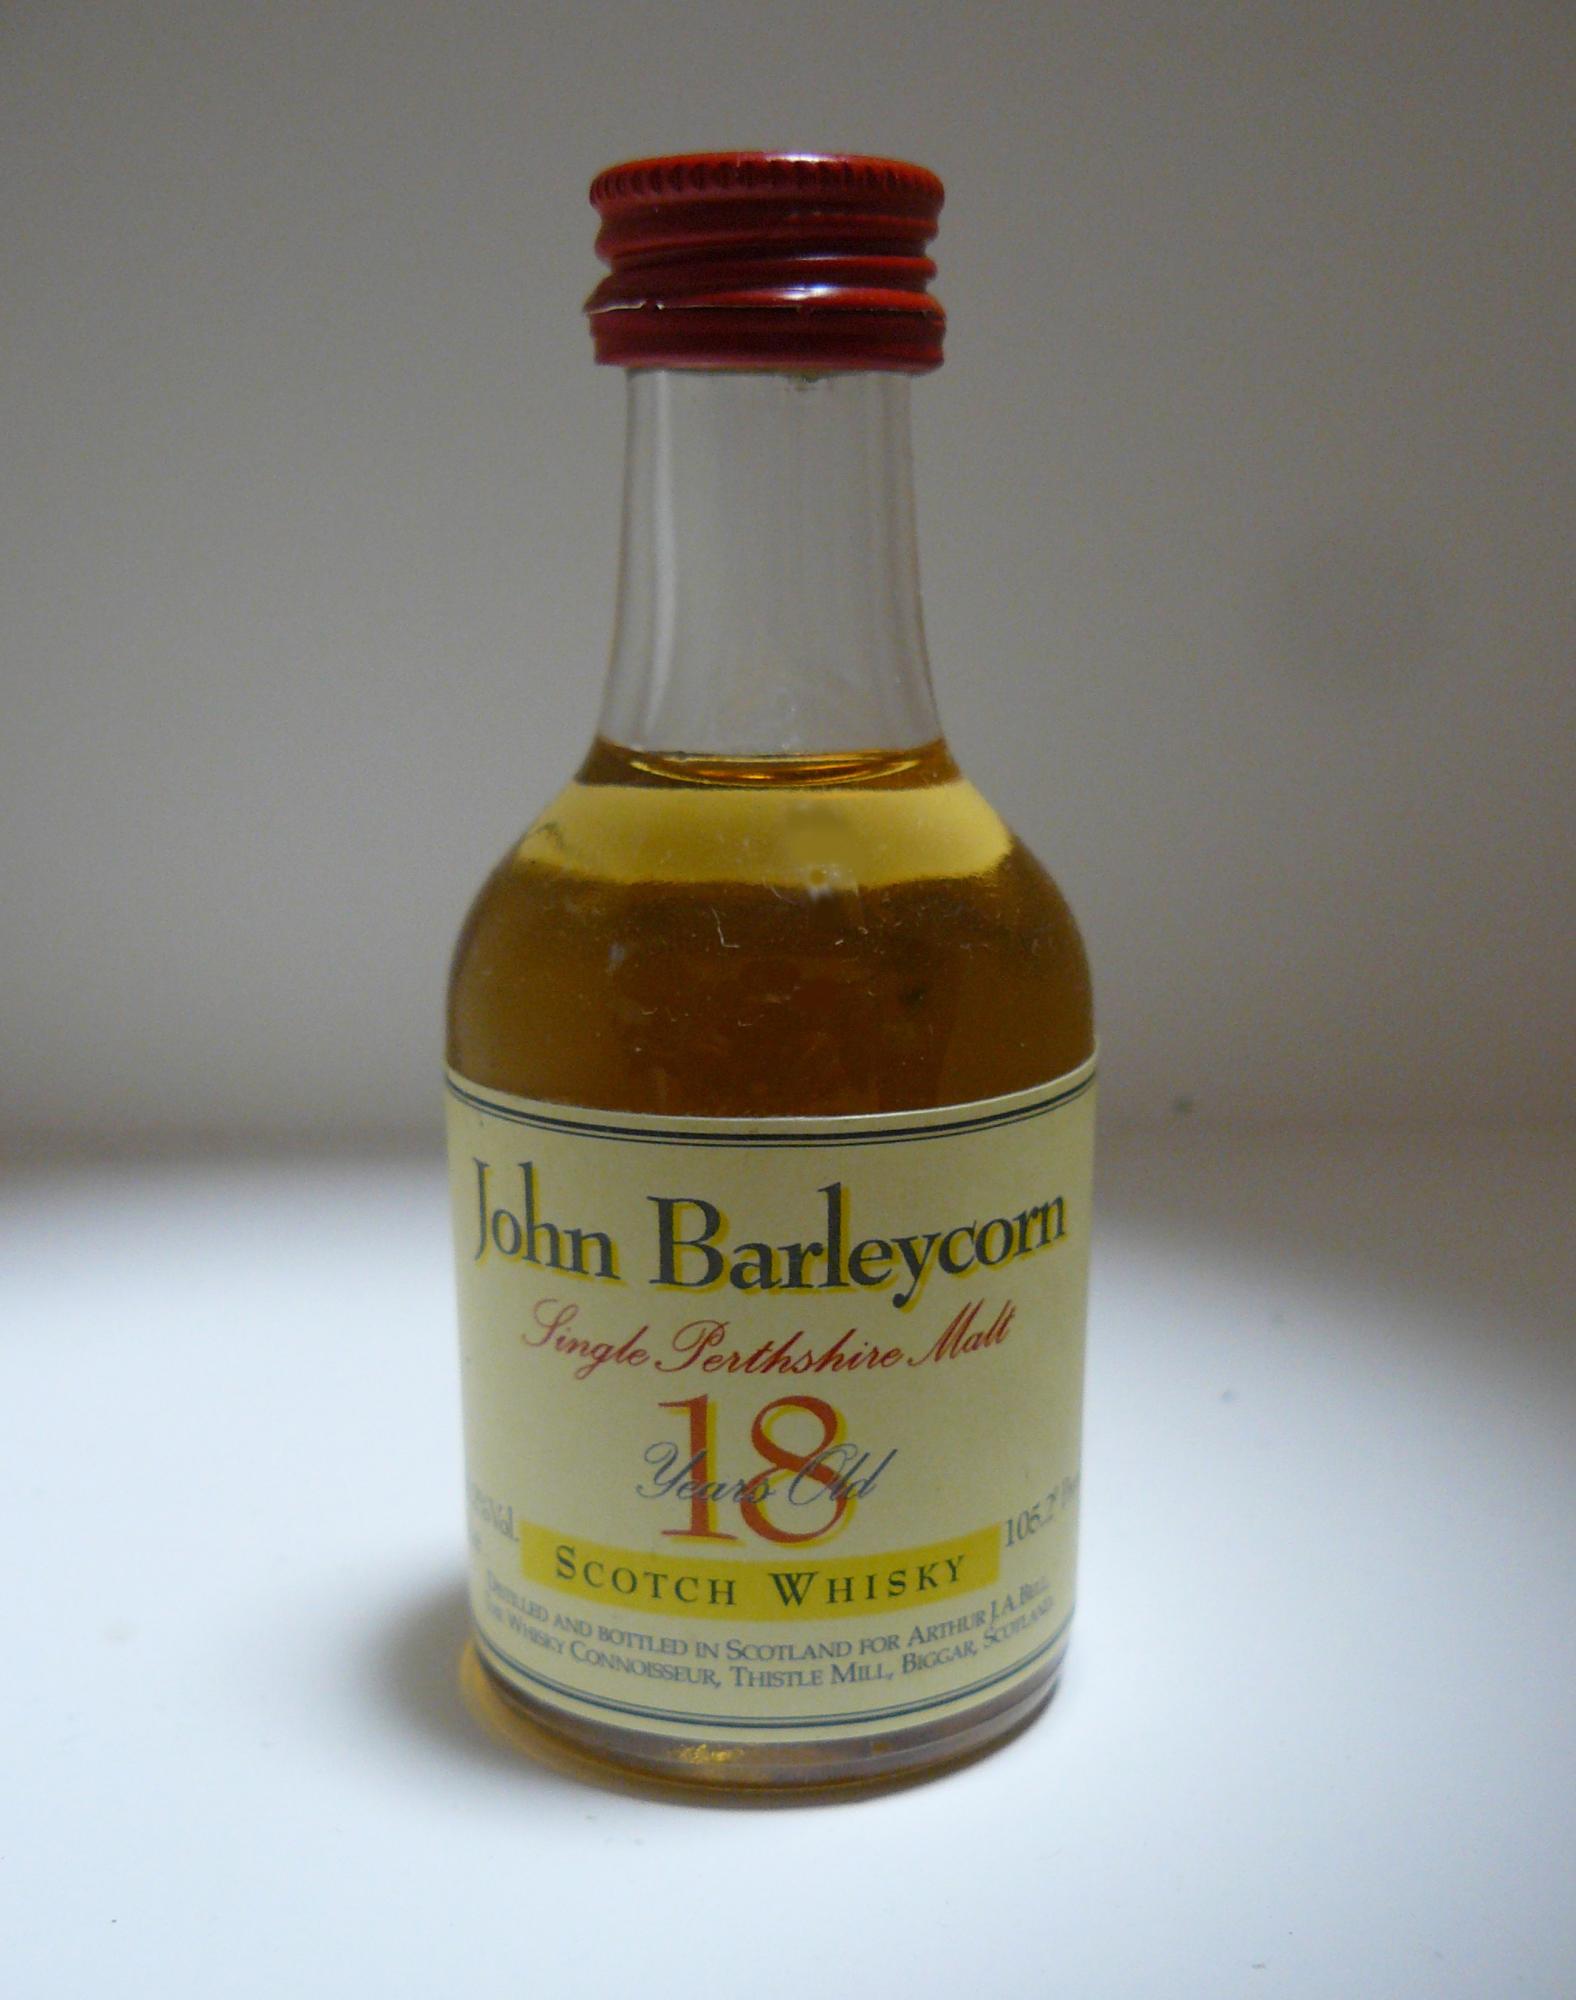 John Barleycorn
Single Perthshire Malt
18
Years Old
Vol.
105.2°
SCOTCH WHISKY
DISTILLED AND BOTTLED IN SCOTLAND FOR ARTHUR J.A. BELL
THE WHISKY CONNOISSEUR, THISTLE MILL, BIGGAR, SCOTLAND.